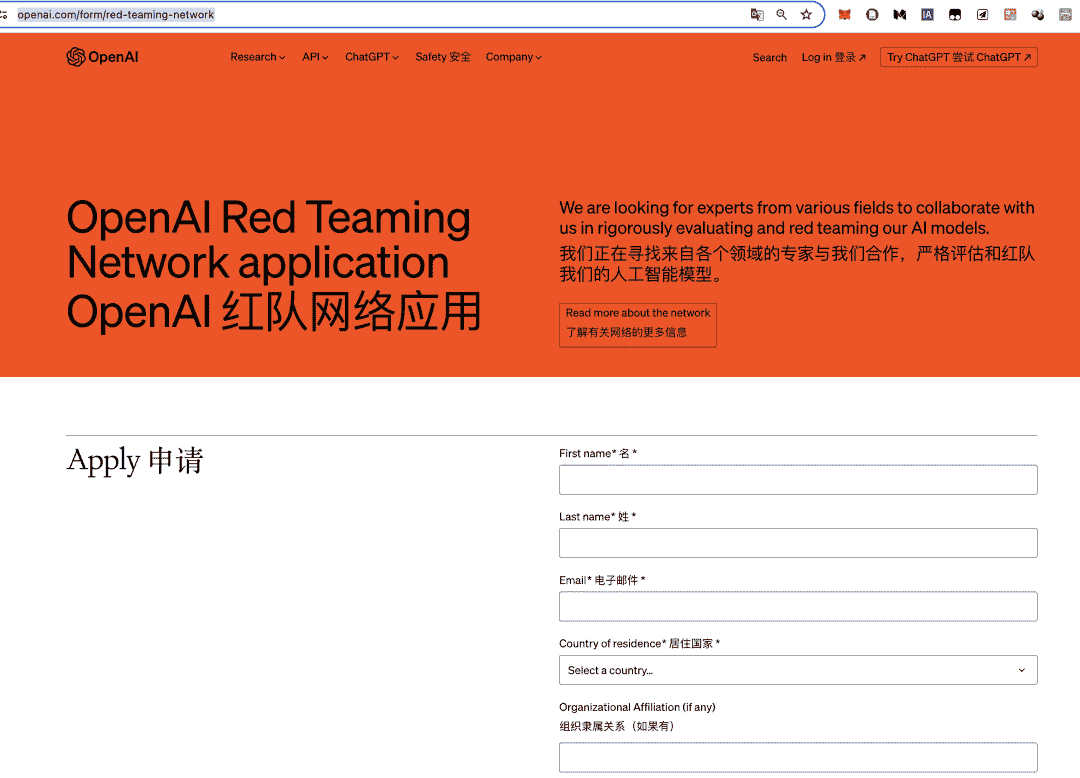 openai.com/form/red-teaming-network
OpenAI
Research
API
ChatGPT
Safety 安全
Company
Search
Log in 登录 ↗
Try ChatGPT 尝试 ChatGPT ↗
OpenAI Red Teaming
Network application
OpenAI 红队网络应用
We are looking for experts from various fields to collaborate with
us in rigorously evaluating and red teaming our AI models.
我们正在寻找来自各个领域的专家与我们合作，严格评估和红队
我们的人工智能模型。
Read more about the network
了解有关网络的更多信息
Apply 申请
First name* 名 *
Last name* 姓 *
Email* 电子邮件 *
Country of residence* 居住国家 *
Select a country...
Organizational Affiliation (if any)
组织隶属关系（如果有）